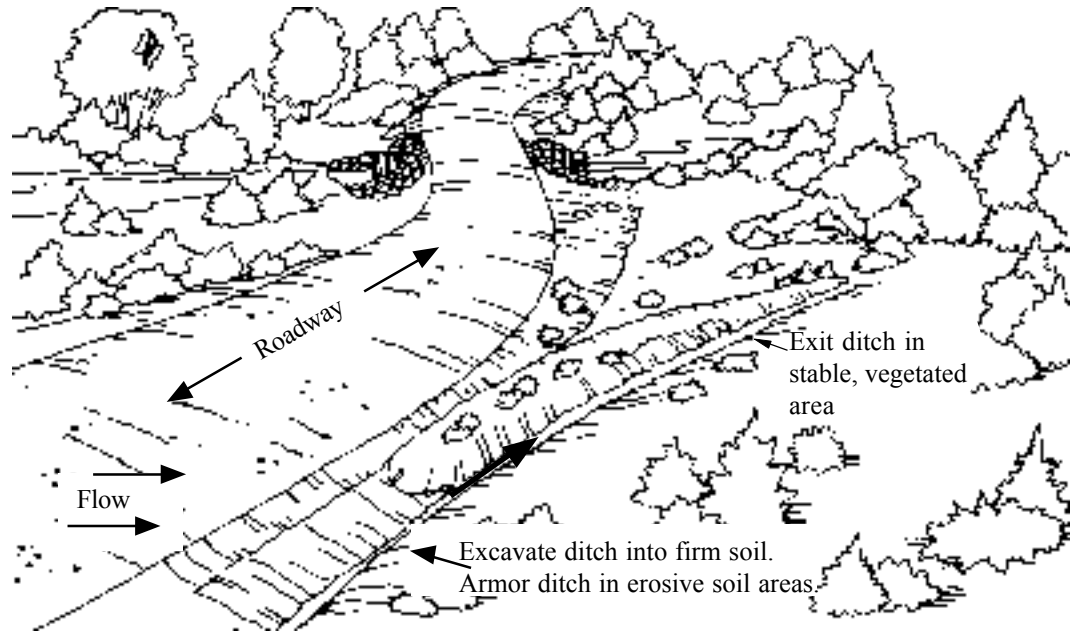 Roadway
Exit ditch in
stable, vegetated
area
Flow
Excavate ditch into firm soil.
Armor ditch in erosive soil areas.